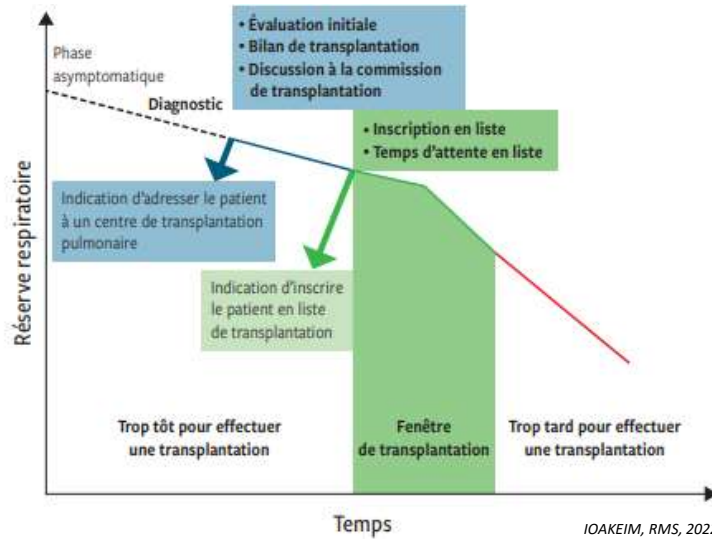 • Évaluation initiale
• Bilan de transplantation
• Discussion à la commission
de transplantation
Phase
asymptomatique
Diagnostic
• Inscription en liste
• Temps d'attente en liste
Indication d'adresser le patient
à un centre de transplantation
pulmonaire
Indication d'inscrire
le patient en liste
de transplantation
Réserve respiratoire
Trop tôt pour effectuer
une transplantation
Fenêtre
de transplantation
Trop tard pour effectuer
une transplantation
Temps
IOAKEIM, RMS,